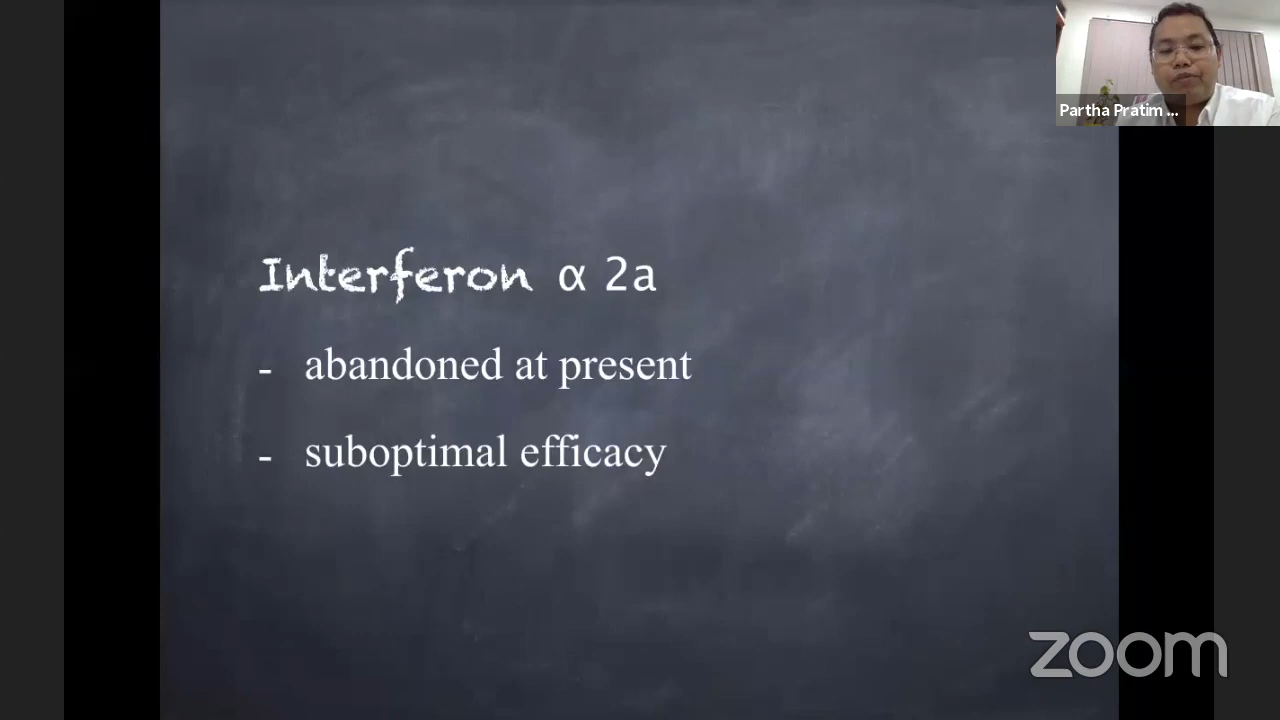 Partha Pratim ...
Interferon α 2a
- abandoned at present
- suboptimal efficacy
zoom